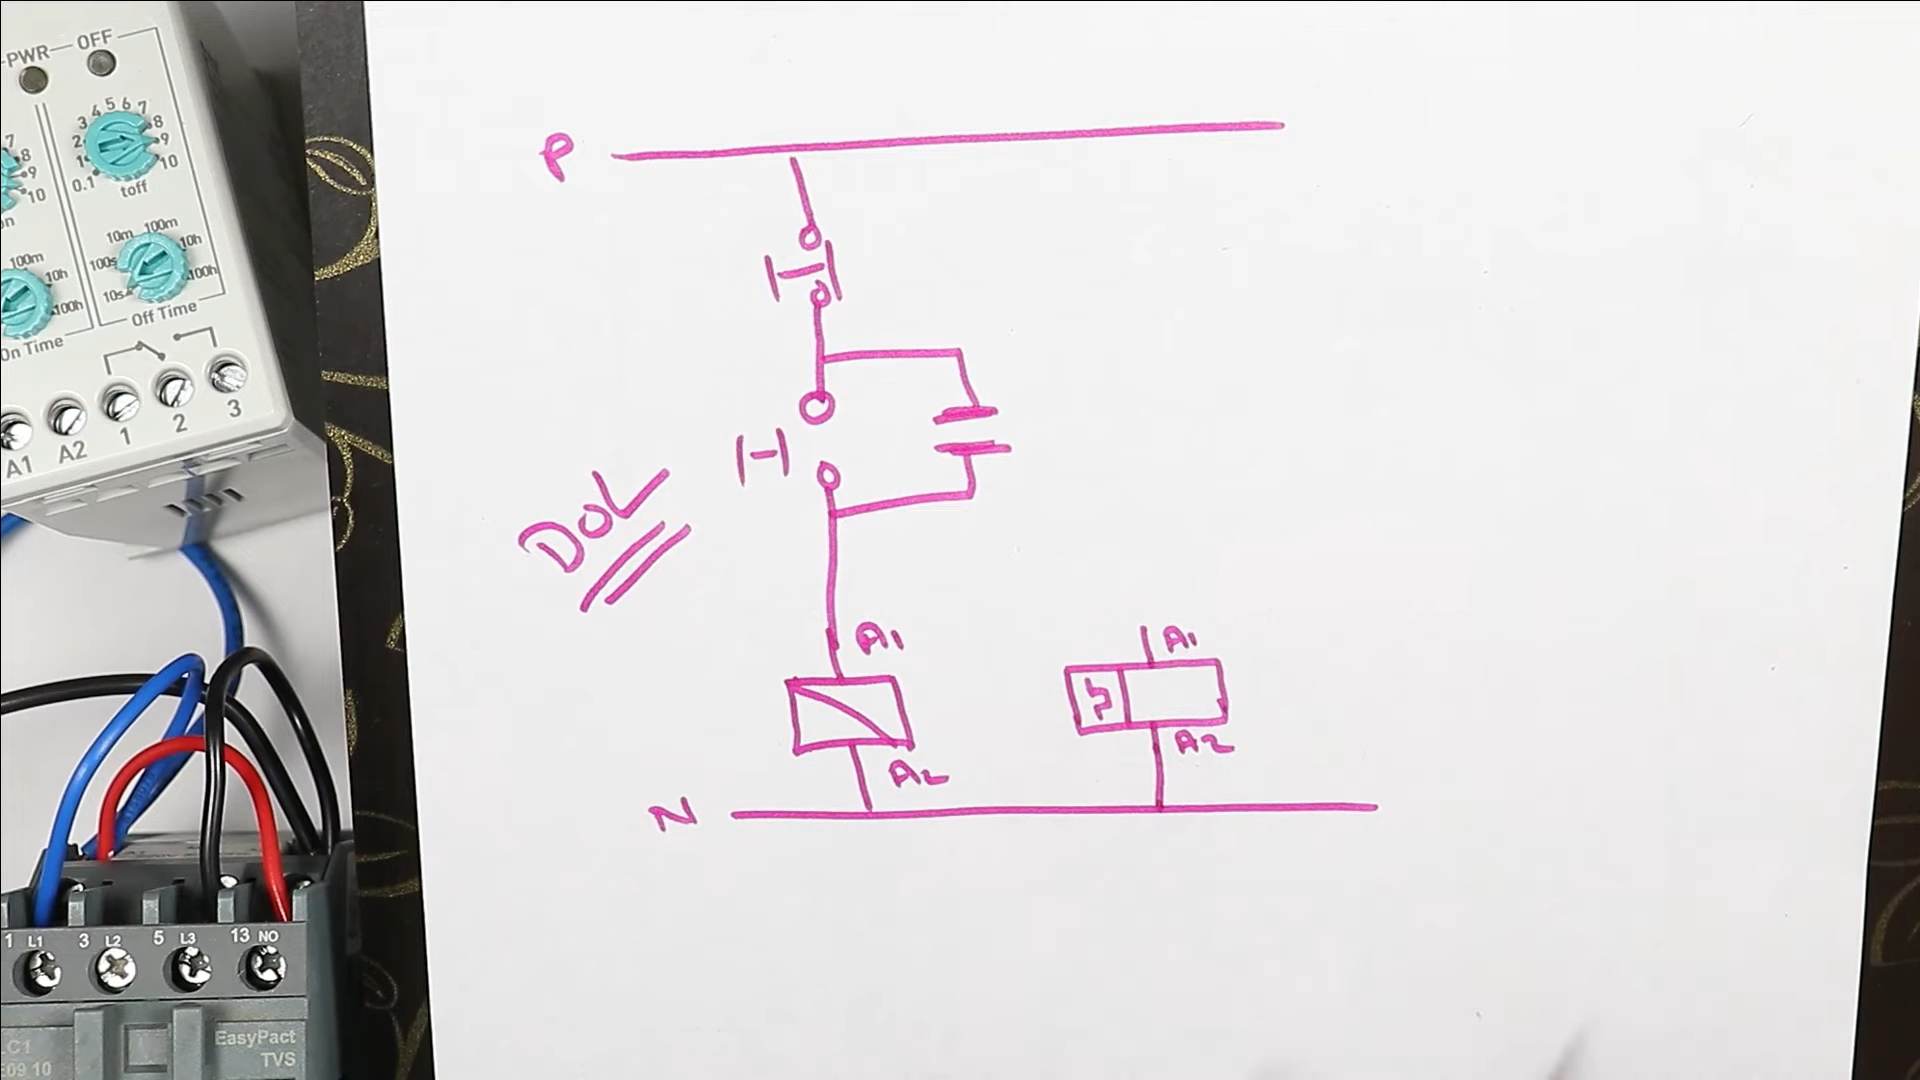 PWR OFF
3 4 5 6 7
2 8
1 9
0.1 10
toff
7
8
9
10
on
10m 100m
100s 10h
10s 100h
Off Time
100m
10h
100h
On Time
A1 A2 1 2 3
P
DOL
A1
A2
A1
A2
N
1 L1 3 L2 5 L3 13 NO
EasyPact
TVS
LC1
E09 10